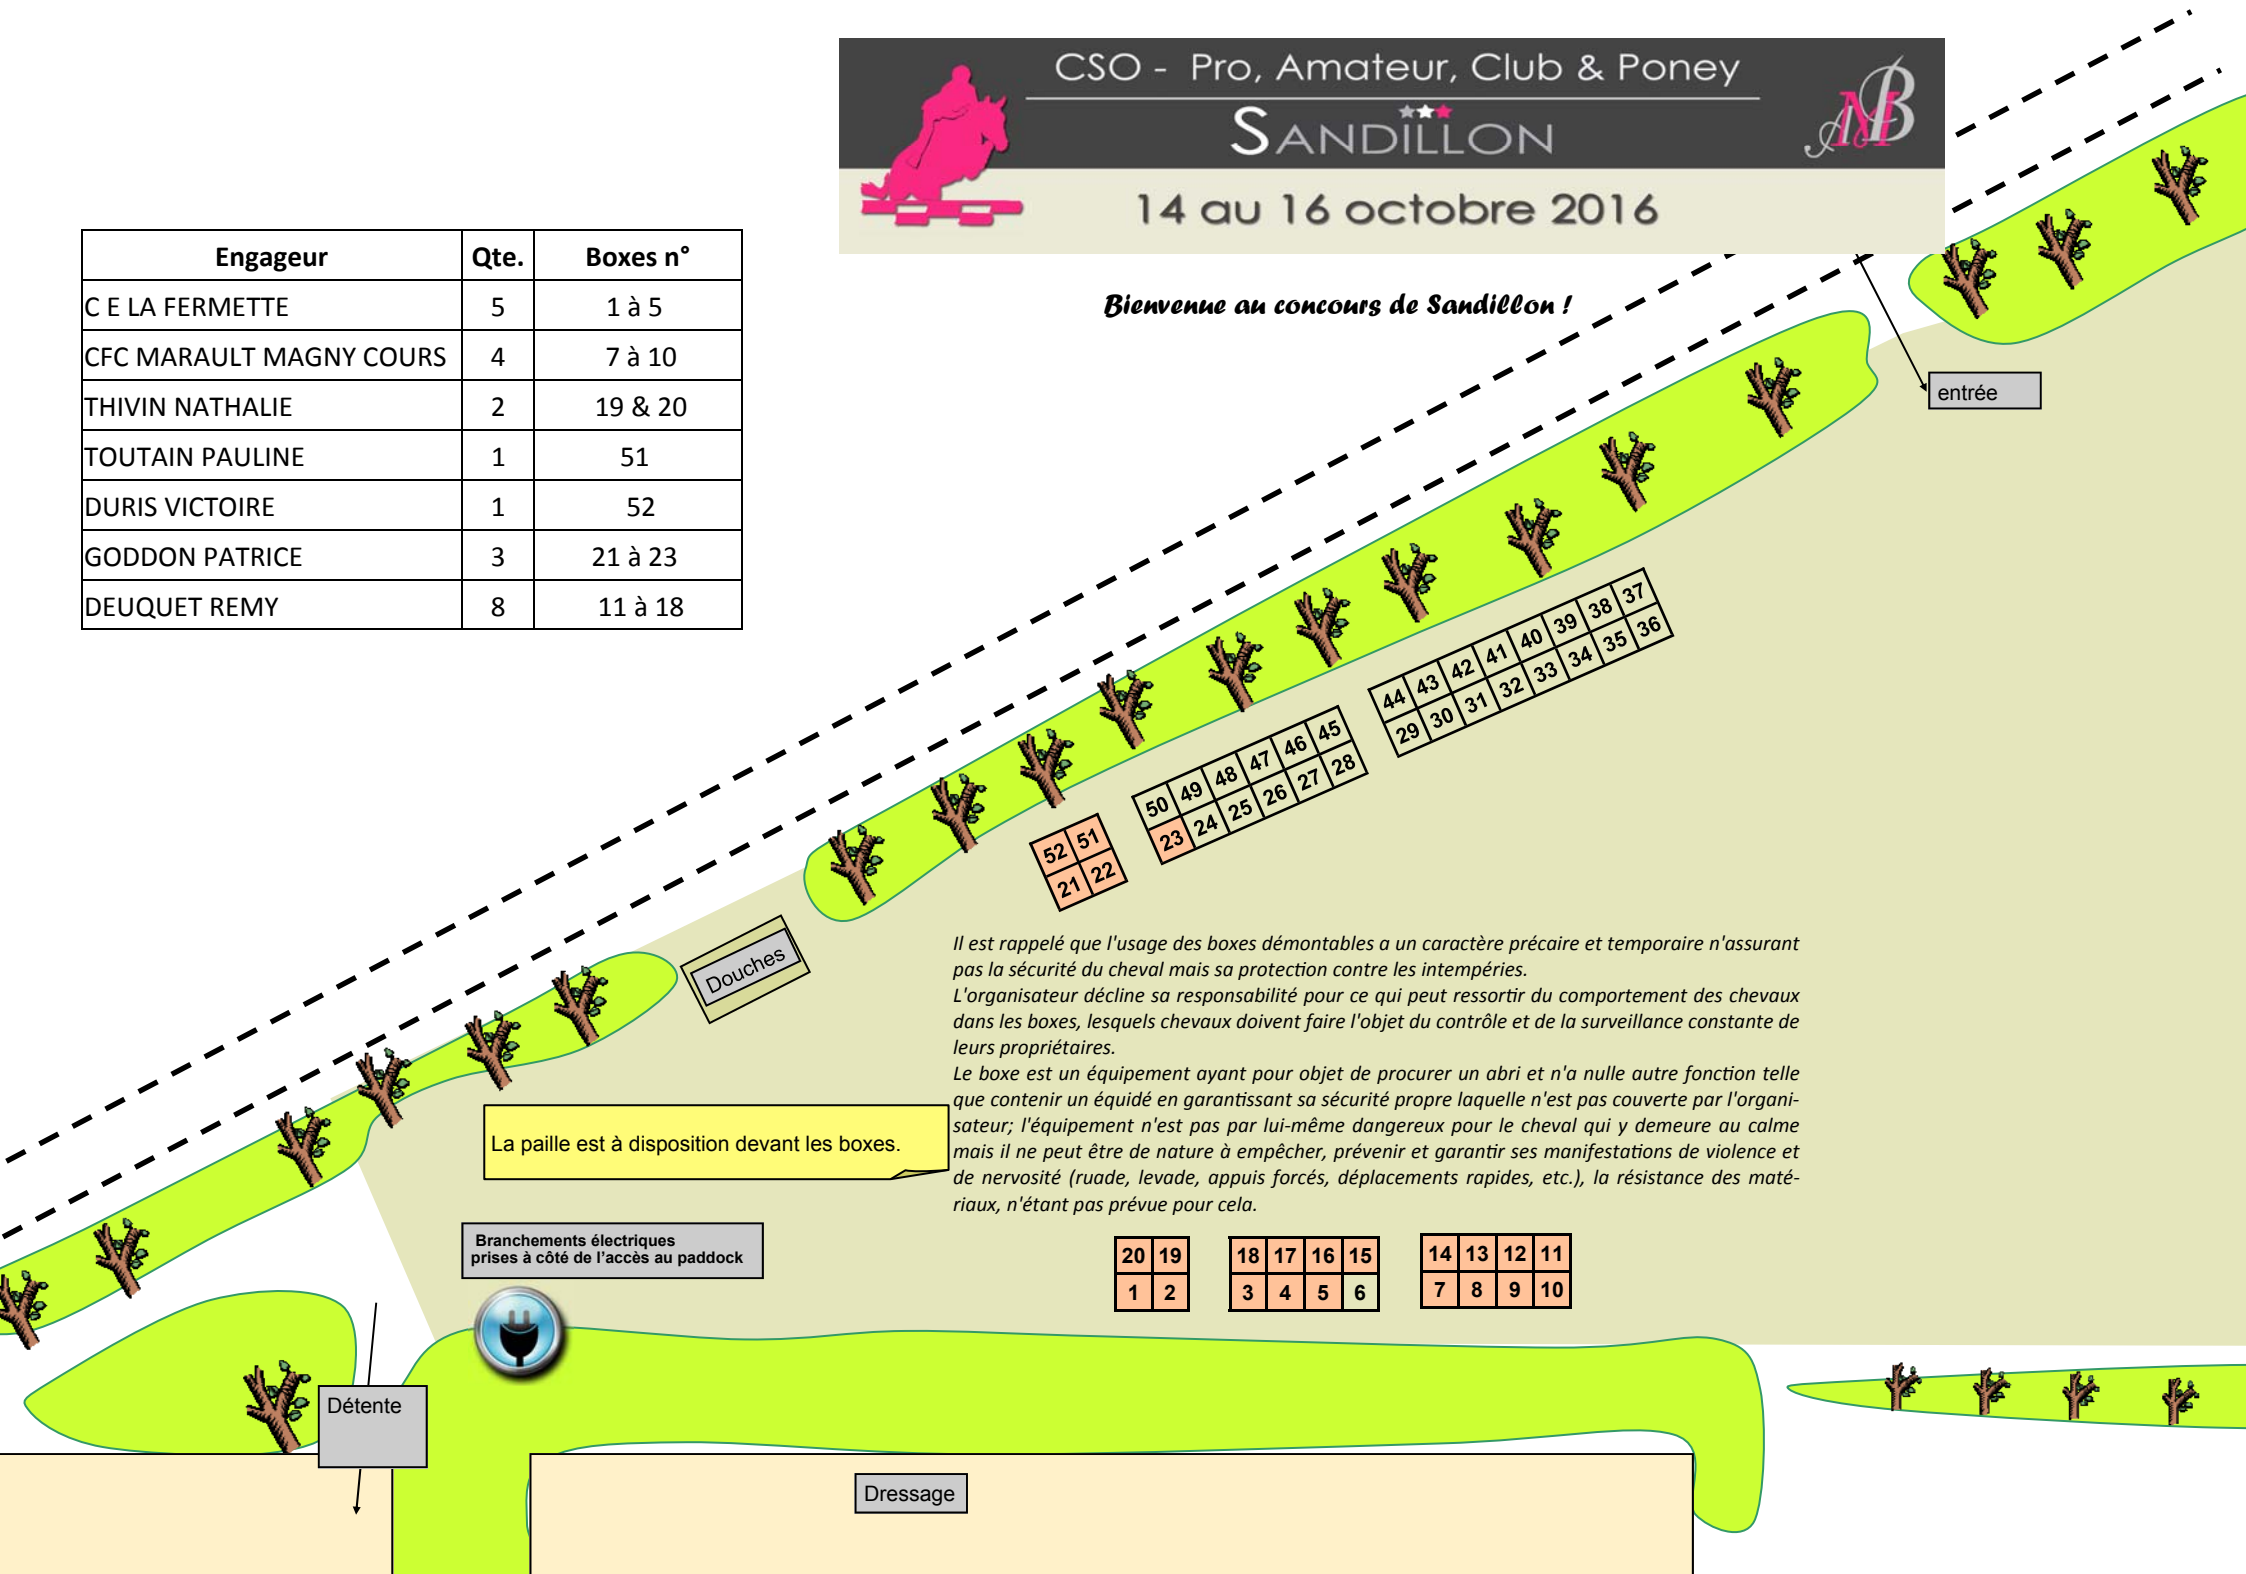 CSO - Pro, Amateur, Club & Poney
SANDILLON
AMB
14 au 16 octobre 2016
Bienvenue au concours de Sandillon !
Engageur Qte. Boxes n°
C E LA FERMETTE 5 1 à 5
CFC MARAULT MAGNY COURS 4 7 à 10
THIVIN NATHALIE 2 19 & 20
TOUTAIN PAULINE 1 51
DURIS VICTOIRE 1 52
GODDON PATRICE 3 21 à 23
DEUQUET REMY 8 11 à 18
entrée
44 43 42 41 40 39 38 37
29 30 31 32 33 34 35 36
50 49 48 47 46 45
23 24 25 26 27 28
52 51
21 22
Douches
Il est rappelé que l'usage des boxes démontables a un caractère précaire et temporaire n'assurant
pas la sécurité du cheval mais sa protection contre les intempéries.
L'organisateur décline sa responsabilité pour ce qui peut ressortir du comportement des chevaux
dans les boxes, lesquels chevaux doivent faire l'objet du contrôle et de la surveillance constante de
leurs propriétaires.
Le boxe est un équipement ayant pour objet de procurer un abri et n'a nulle autre fonction telle
que contenir un équidé en garantissant sa sécurité propre laquelle n'est pas couverte par l'organi-
sateur; l'équipement n'est pas par lui-même dangereux pour le cheval qui y demeure au calme
mais il ne peut être de nature à empêcher, prévenir et garantir ses manifestations de violence et
de nervosité (ruade, levade, appuis forcés, déplacements rapides, etc.), la résistance des maté-
riaux, n'étant pas prévue pour cela.
La paille est à disposition devant les boxes.
Branchements électriques
prises à côté de l'accès au paddock
20 19
1 2
18 17 16 15
3 4 5 6
14 13 12 11
7 8 9 10
Détente
Dressage